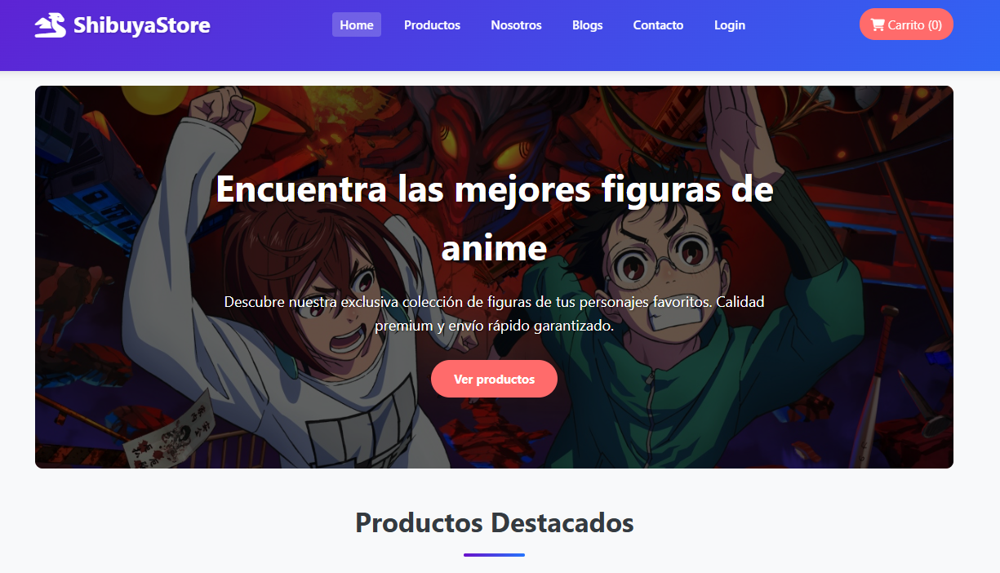 ShibuyaStore
Home
Productos
Nosotros
Blogs
Contacto
Login
Carrito (0)
Encuentra las mejores figuras de
anime
Descubre nuestra exclusiva colección de figuras de tus personajes favoritos. Calidad
premium y envío rápido garantizado.
Ver productos
Productos Destacados